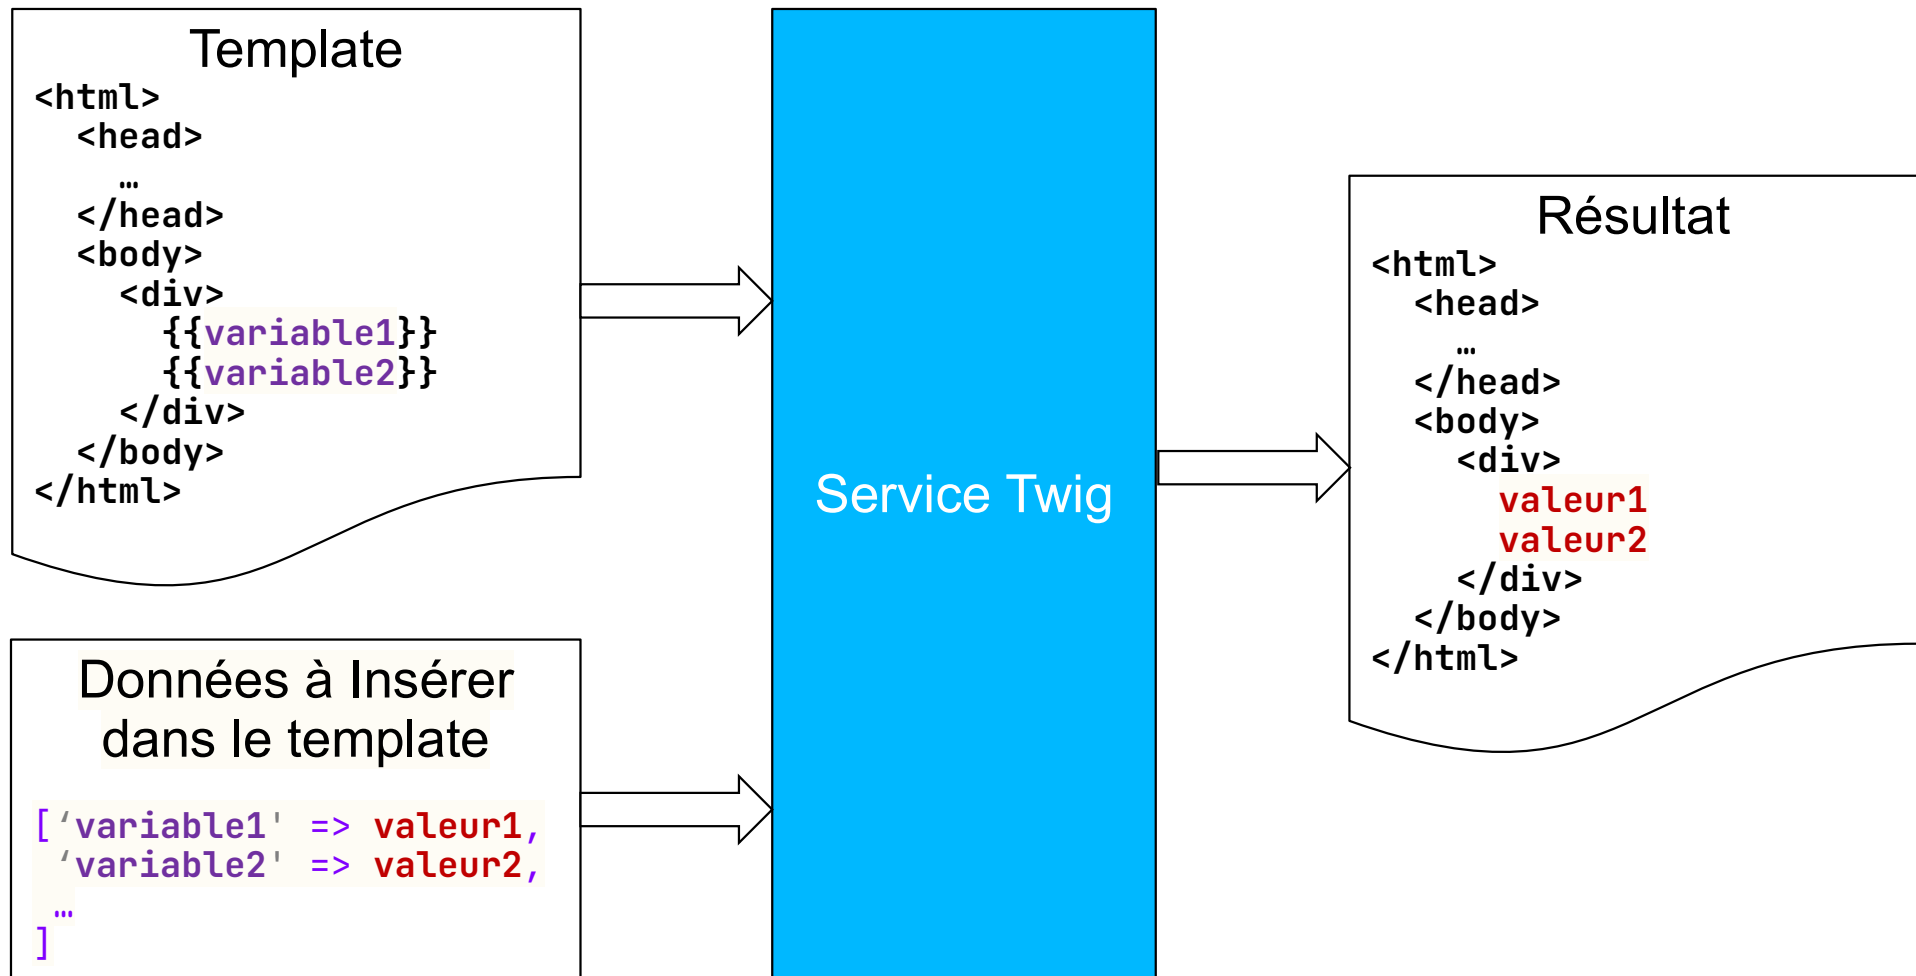 Template
<html>
  <head>
    …
  </head>
  <body>
    <div>
      {{variable1}}
      {{variable2}}
    </div>
  </body>
</html>
Données à Insérer
dans le template
[‘variable1' => valeur1,
 ‘variable2' => valeur2,
 …
]
Service Twig
Résultat
<html>
  <head>
    …
  </head>
  <body>
    <div>
      valeur1
      valeur2
    </div>
  </body>
</html>